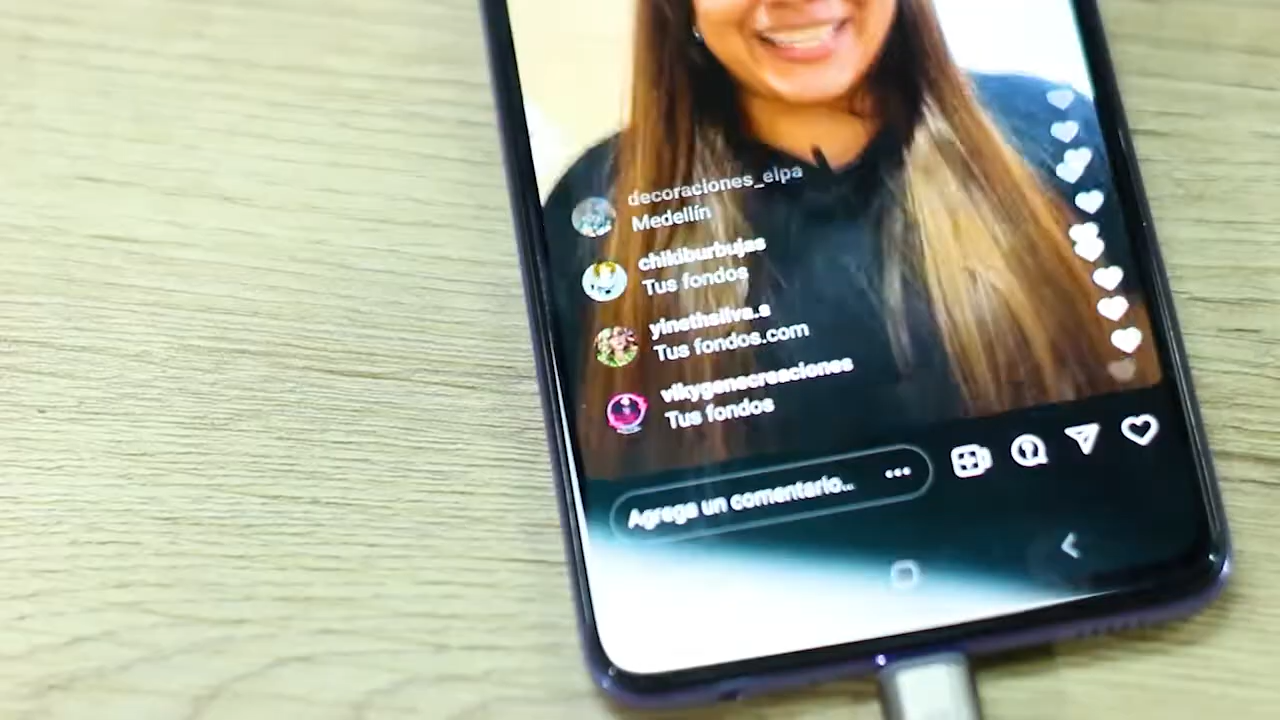 decoraciones_elpa
Medellín
chikiburbujas
Tus fondos
yinethsilva.s
Tus fondos.com
vikygenecreaciones
Tus fondos
Agrega un comentario...